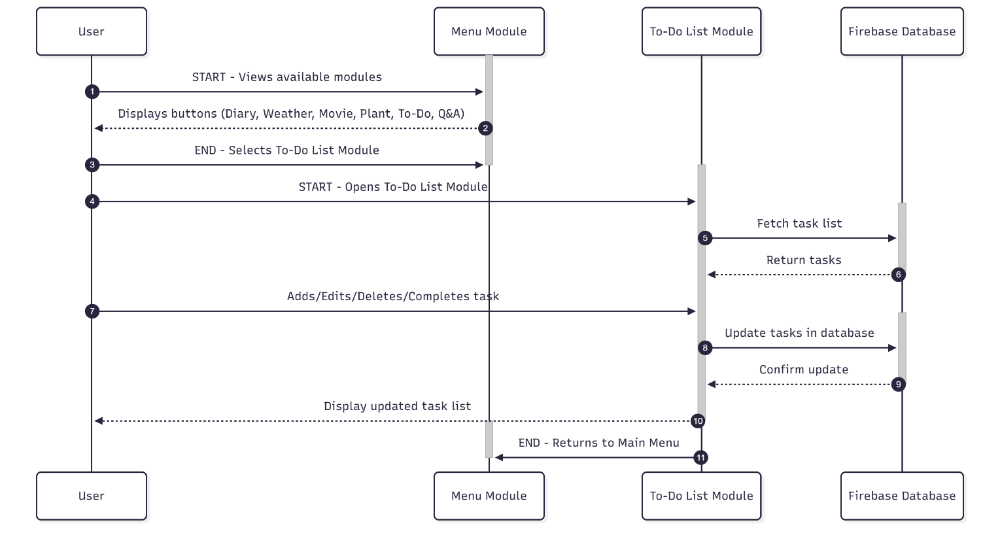 User
Menu Module
To-Do List Module
Firebase Database
START - Views available modules
1
Displays buttons (Diary, Weather, Movie, Plant, To-Do, Q&A)
2
END - Selects To-Do List Module
3
START - Opens To-Do List Module
4
Fetch task list
5
Return tasks
6
Adds/Edits/Deletes/Completes task
7
Update tasks in database
8
Confirm update
9
Display updated task list
10
END - Returns to Main Menu
11
User
Menu Module
To-Do List Module
Firebase Database